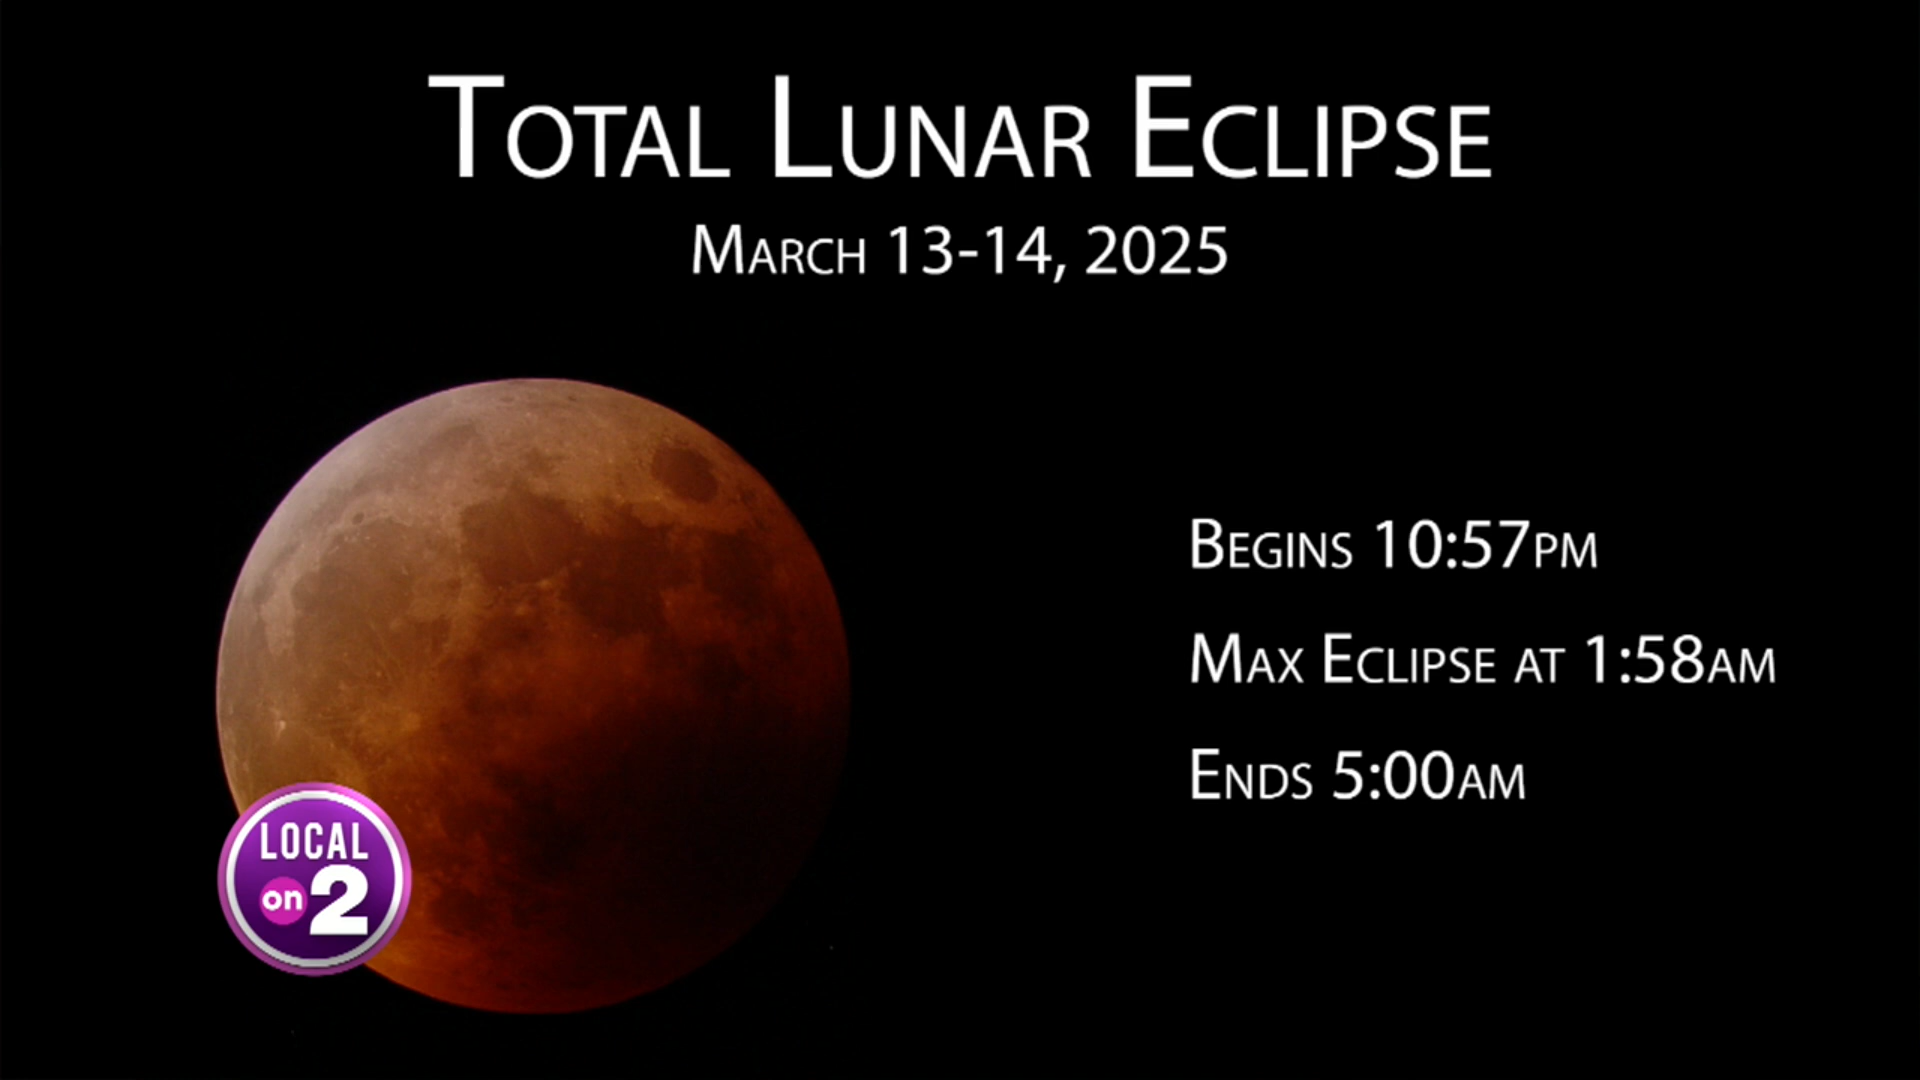 Total Lunar Eclipse
March 13-14, 2025
Begins 10:57pm
Max Eclipse at 1:58am
Ends 5:00am
LOCAL
on 2